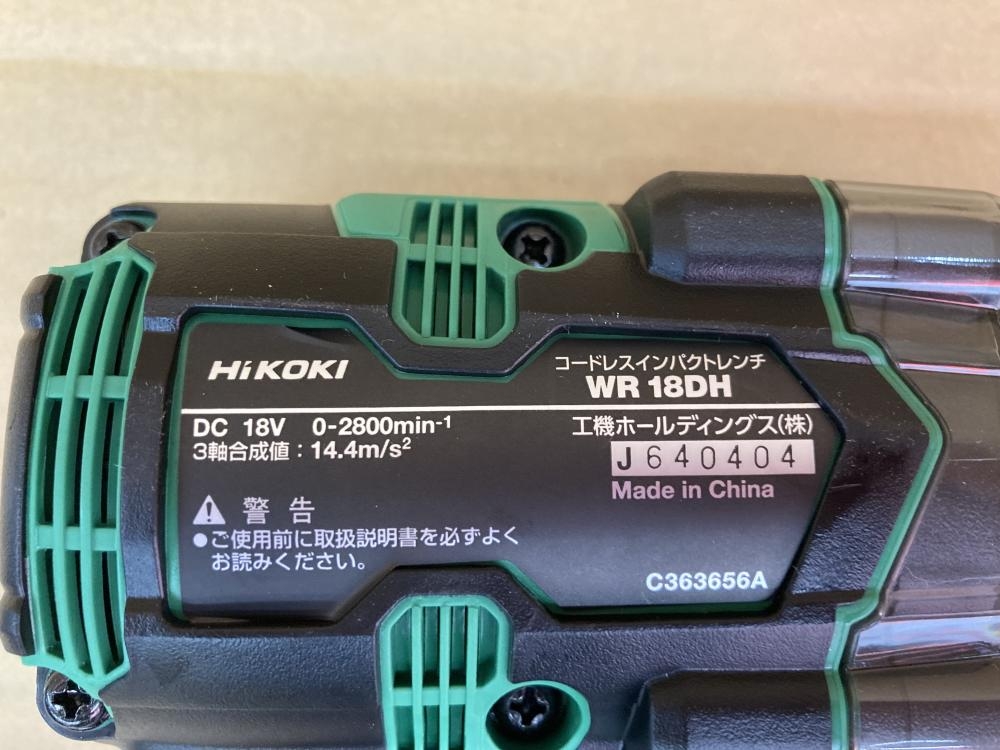 HiKOKI
コードレスインパクトレンチ
WR 18DH
DC 18V 0-2800min⁻¹
3軸合成値：14.4m/s²
工機ホールディングス(株)
J640404
Made in China
警告
●ご使用前に取扱説明書を必ずよく
お読みください。
C363656A